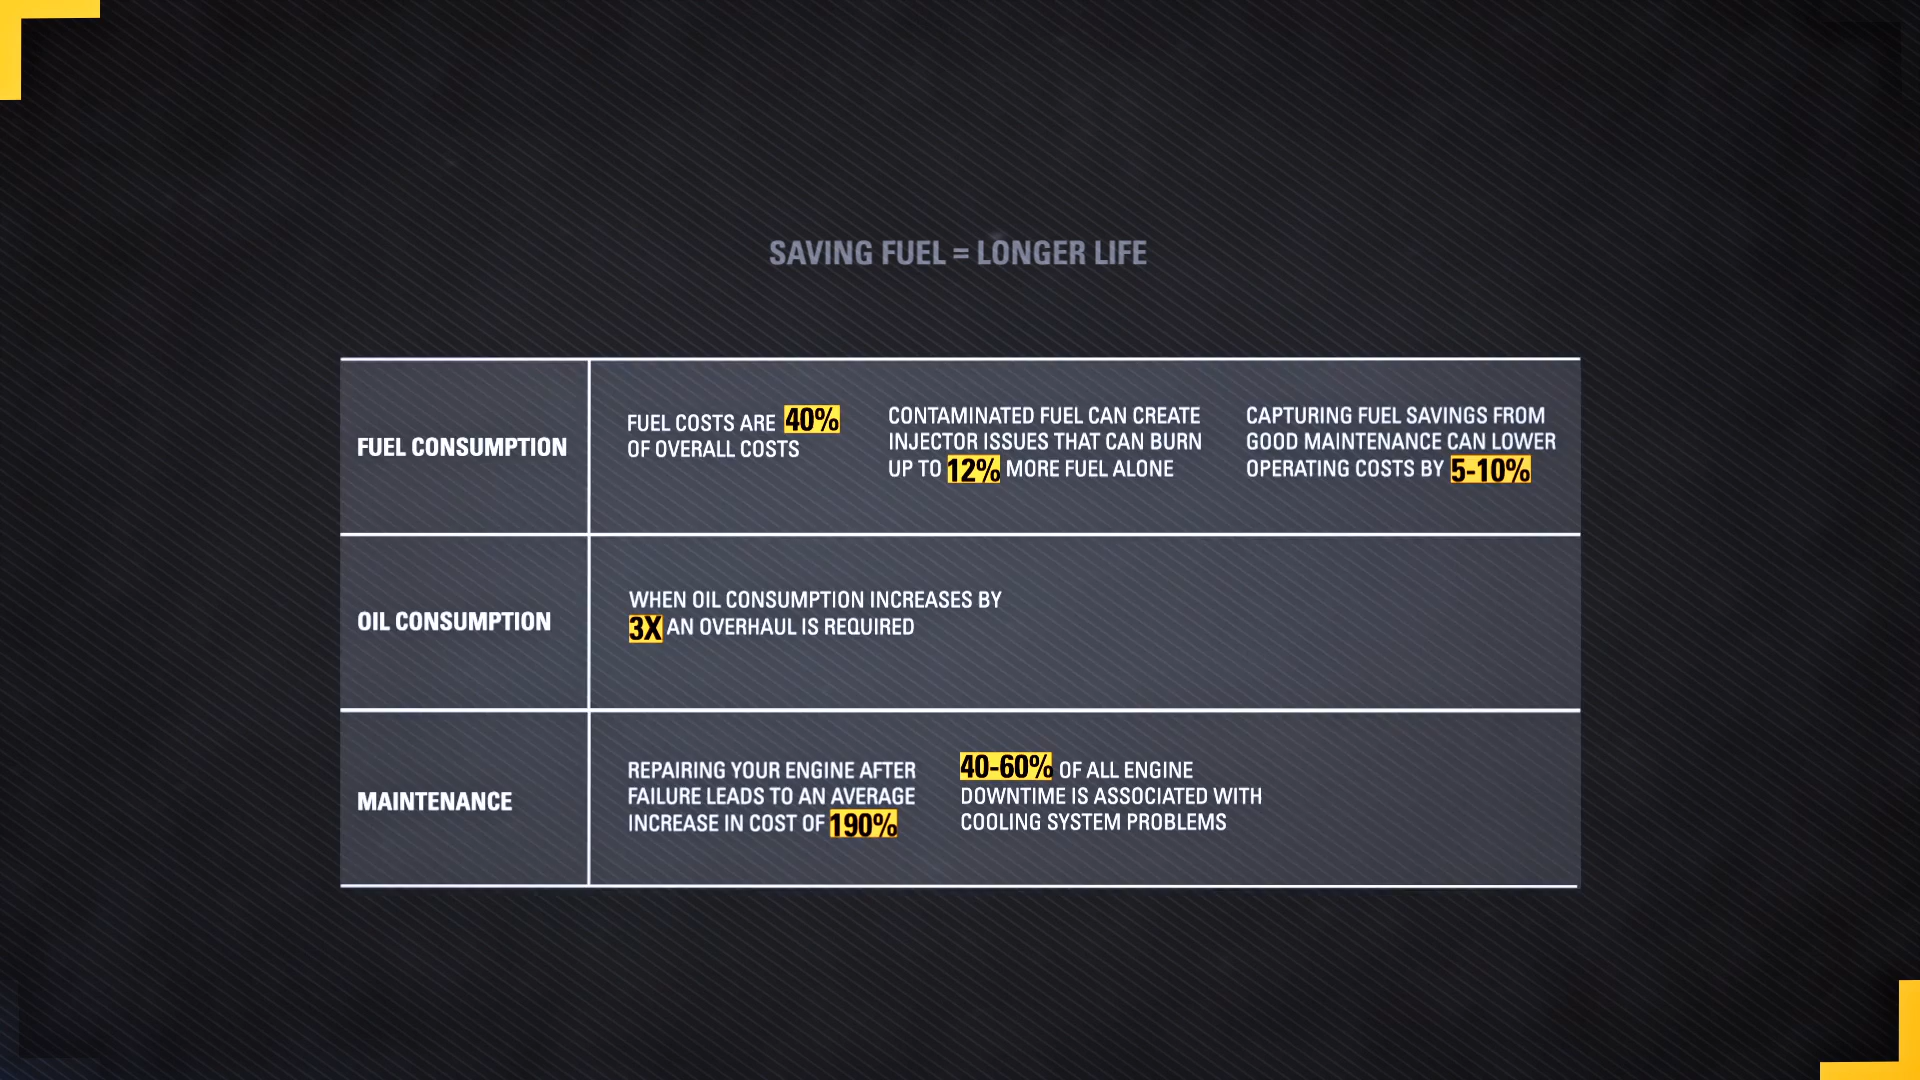 SAVING FUEL = LONGER LIFE
FUEL CONSUMPTION
FUEL COSTS ARE 40%
OF OVERALL COSTS
CONTAMINATED FUEL CAN CREATE
INJECTOR ISSUES THAT CAN BURN
UP TO 12% MORE FUEL ALONE
CAPTURING FUEL SAVINGS FROM
GOOD MAINTENANCE CAN LOWER
OPERATING COSTS BY 5-10%
OIL CONSUMPTION
WHEN OIL CONSUMPTION INCREASES BY
3X AN OVERHAUL IS REQUIRED
MAINTENANCE
REPAIRING YOUR ENGINE AFTER
FAILURE LEADS TO AN AVERAGE
INCREASE IN COST OF 190%
40-60% OF ALL ENGINE
DOWNTIME IS ASSOCIATED WITH
COOLING SYSTEM PROBLEMS